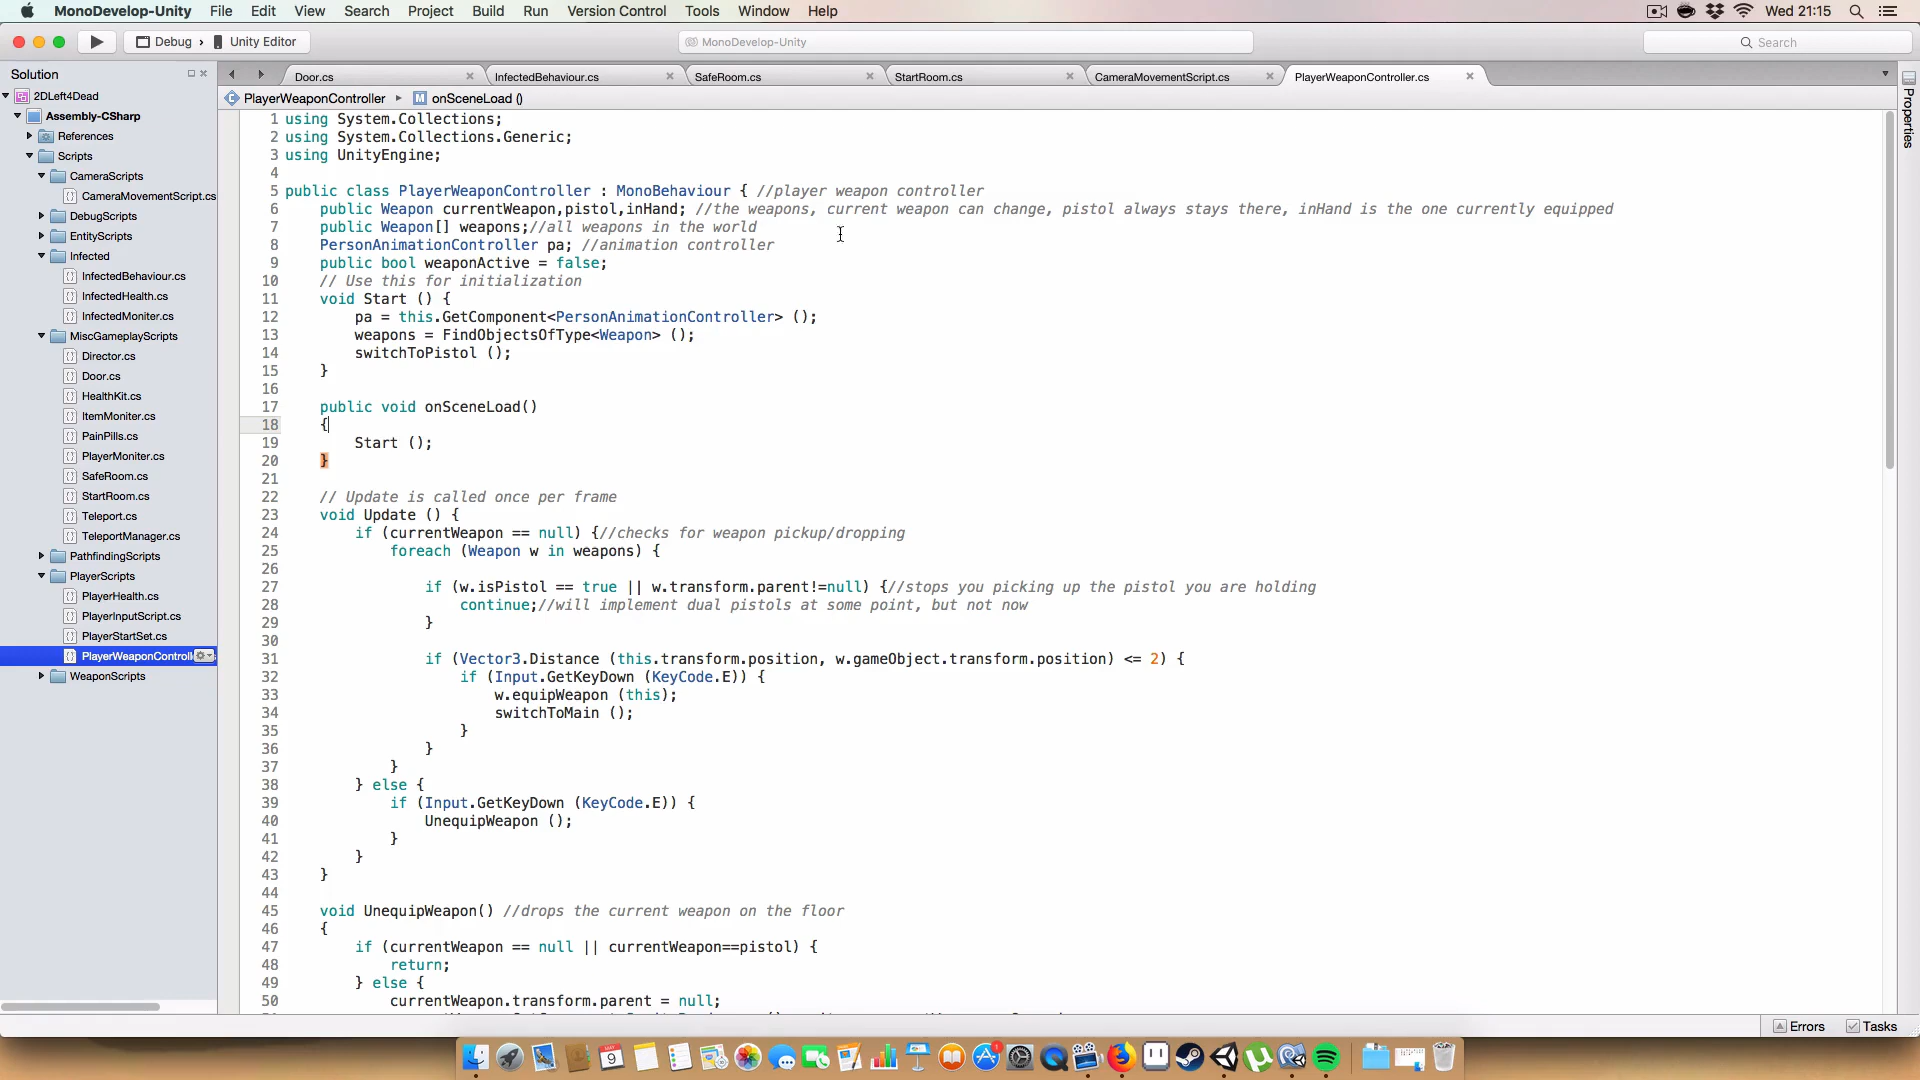 MonoDevelop-Unity File Edit View Search Project Build Run Version Control Tools Window Help Wed 21:15
Debug › Unity Editor MonoDevelop-Unity Search
Solution Door.cs InfectedBehaviour.cs SafeRoom.cs StartRoom.cs CameraMovementScript.cs PlayerWeaponController.cs
PlayerWeaponController onSceneLoad ()
Properties
2DLeft4Dead
Assembly-CSharp
References
Scripts
CameraScripts
CameraMovementScript.cs
DebugScripts
EntityScripts
Infected
InfectedBehaviour.cs
InfectedHealth.cs
InfectedMoniter.cs
MiscGameplayScripts
Director.cs
Door.cs
HealthKit.cs
ItemMoniter.cs
PainPills.cs
PlayerMoniter.cs
SafeRoom.cs
StartRoom.cs
Teleport.cs
TeleportManager.cs
PathfindingScripts
PlayerScripts
PlayerHealth.cs
PlayerInputScript.cs
PlayerStartSet.cs
PlayerWeaponControll
WeaponScripts
1 using System.Collections;
2 using System.Collections.Generic;
3 using UnityEngine;
4
5 public class PlayerWeaponController : MonoBehaviour { //player weapon controller
6 public Weapon currentWeapon,pistol,inHand; //the weapons, current weapon can change, pistol always stays there, inHand is the one currently equipped
7 public Weapon[] weapons;//all weapons in the world
8 PersonAnimationController pa; //animation controller
9 public bool weaponActive = false;
10 // Use this for initialization
11 void Start () {
12 pa = this.GetComponent<PersonAnimationController> ();
13 weapons = FindObjectsOfType<Weapon> ();
14 switchToPistol ();
15 }
16
17 public void onSceneLoad()
18 {
19 Start ();
20 }
21
22 // Update is called once per frame
23 void Update () {
24 if (currentWeapon == null) {//checks for weapon pickup/dropping
25 foreach (Weapon w in weapons) {
26
27 if (w.isPistol == true || w.transform.parent!=null) {//stops you picking up the pistol you are holding
28 continue;//will implement dual pistols at some point, but not now
29 }
30
31 if (Vector3.Distance (this.transform.position, w.gameObject.transform.position) <= 2) {
32 if (Input.GetKeyDown (KeyCode.E)) {
33 w.equipWeapon (this);
34 switchToMain ();
35 }
36 }
37 }
38 } else {
39 if (Input.GetKeyDown (KeyCode.E)) {
40 UnequipWeapon ();
41 }
42 }
43 }
44
45 void UnequipWeapon() //drops the current weapon on the floor
46 {
47 if (currentWeapon == null || currentWeapon==pistol) {
48 return;
49 } else {
50 currentWeapon.transform.parent = null;
Errors Tasks
9